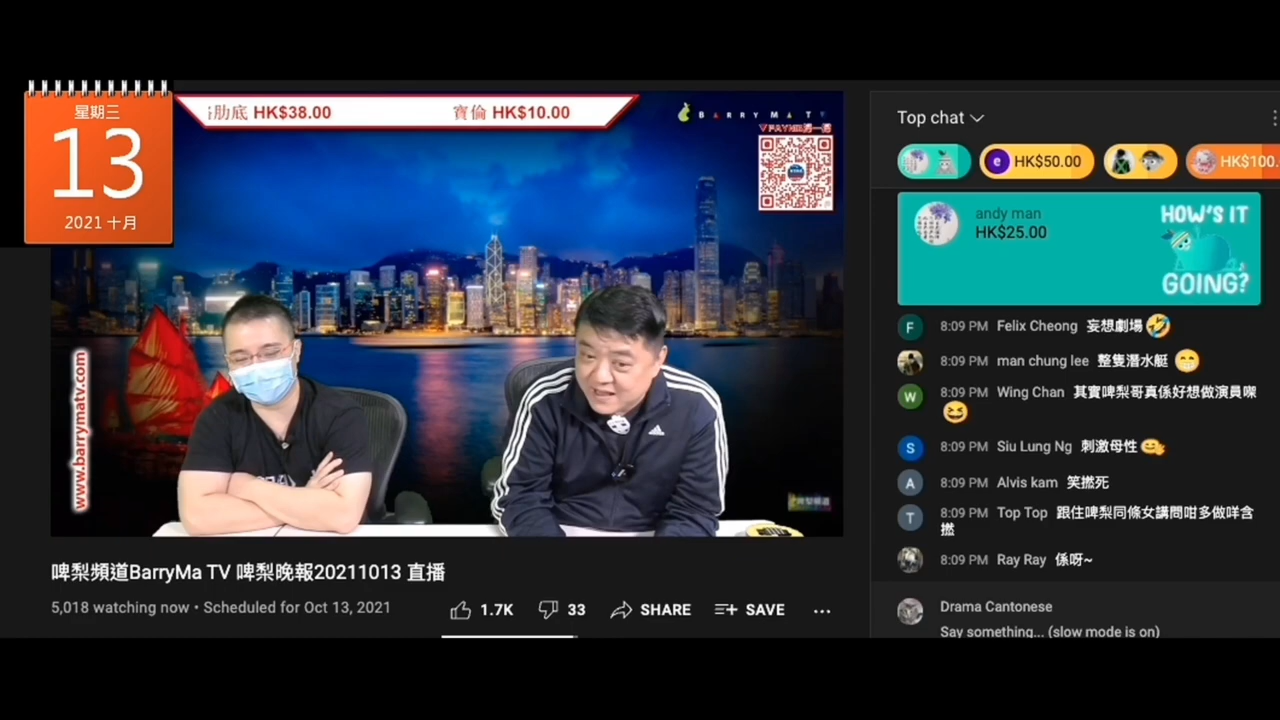 星期三
13
2021 十月
肋底 HK$38.00
寶倫 HK$10.00
BARRY MA TV
www.barrymatv.com
啤梨頻道BarryMa TV 啤梨晚報20211013 直播
5,018 watching now • Scheduled for Oct 13, 2021
1.7K
33
SHARE
SAVE
Top chat
HK$50.00
HK$100.
andy man
HK$25.00
HOW'S IT
GOING?
8:09 PM Felix Cheong 妄想劇場🤣
8:09 PM man chung lee 整隻潛水艇 😁
8:09 PM Wing Chan 其實啤梨哥真係好想做演員㗎
😆
8:09 PM Siu Lung Ng 刺激母性
8:09 PM Alvis kam 笑撚死
8:09 PM Top Top 跟住啤梨同條女講問咁多做咩含
撚
8:09 PM Ray Ray 係呀~
Drama Cantonese
Say something... (slow mode is on)